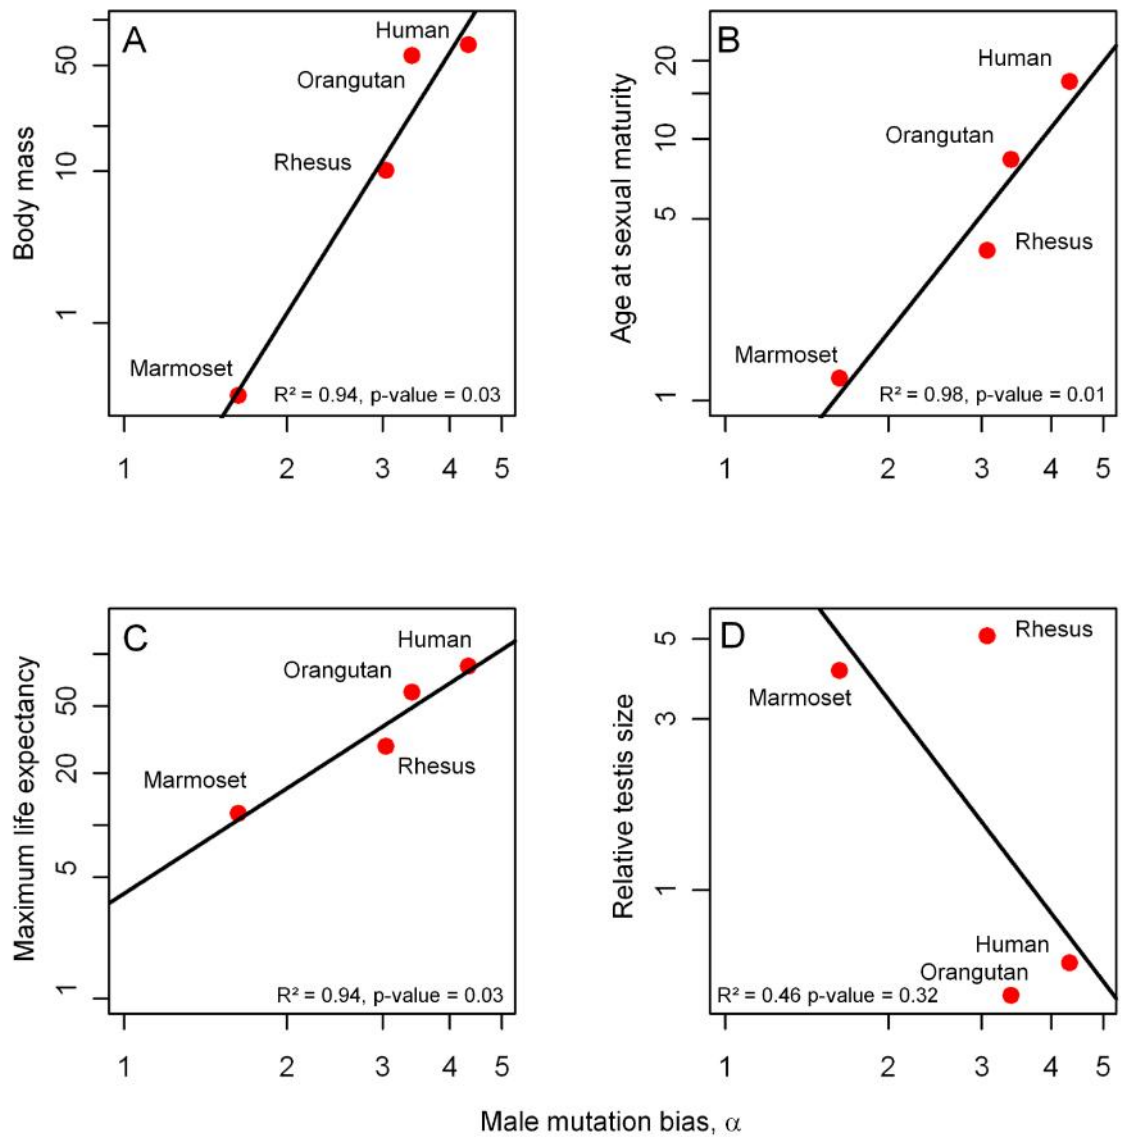 A
Human
Orangutan
Rhesus
Marmoset
R² = 0.94, p-value = 0.03
Body mass
50
10
1
1 2 3 4 5
B
Human
Orangutan
Rhesus
Marmoset
R² = 0.98, p-value = 0.01
Age at sexual maturity
20
10
5
1
1 2 3 4 5
C
Human
Orangutan
Rhesus
Marmoset
R² = 0.94, p-value = 0.03
Maximum life expectancy
50
20
5
1
1 2 3 4 5
D
Rhesus
Marmoset
Human
Orangutan
R² = 0.46 p-value = 0.32
Relative testis size
5
3
1
1 2 3 4 5
Male mutation bias, α